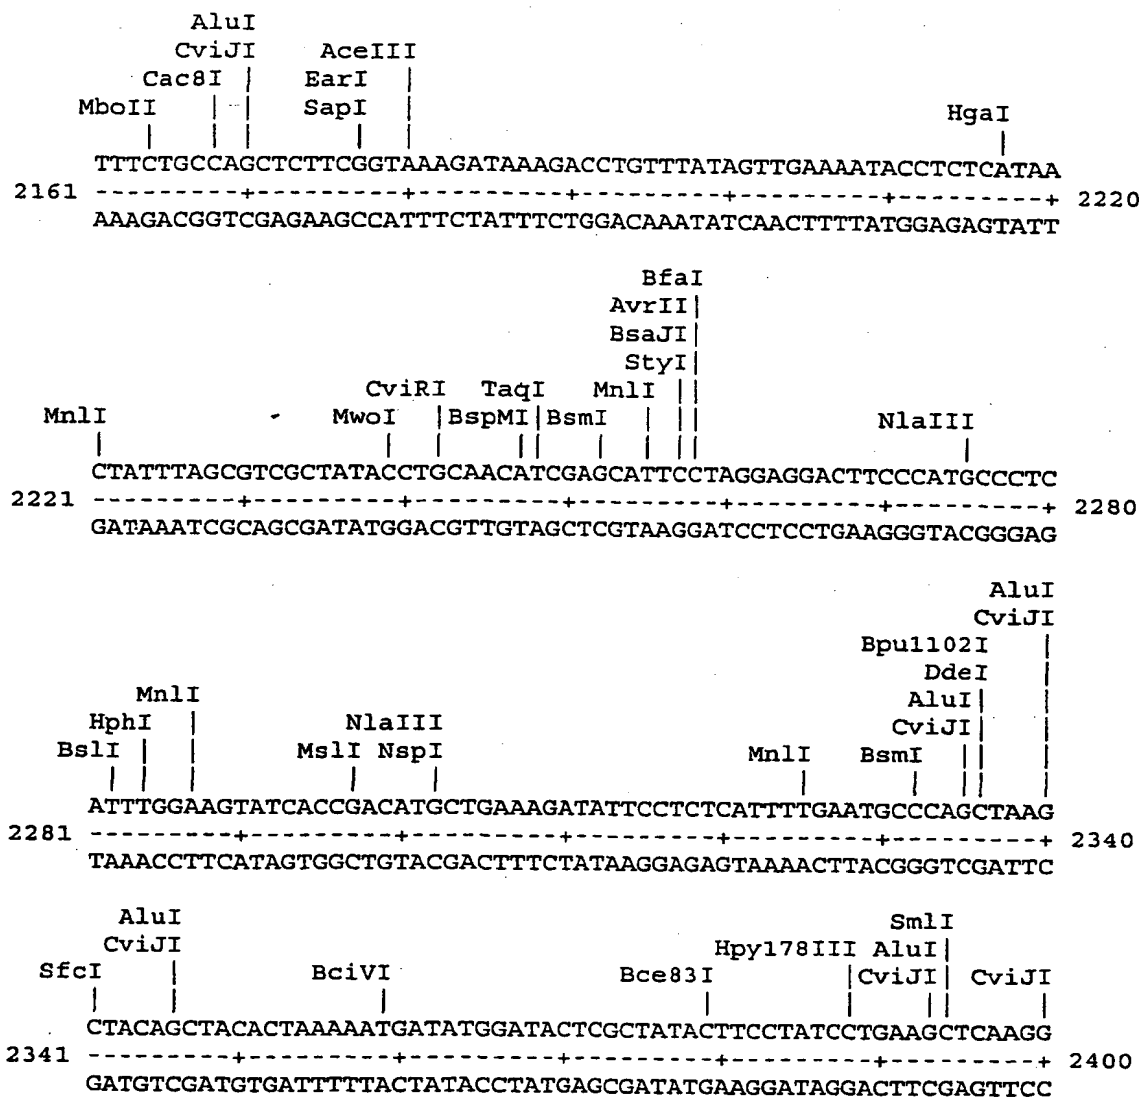 AluI
CviJI AceIII
Cac8I EarI
MboII SapI HgaI
TTTCTGCCAGCTCTTCGGTAAAGATAAAGACCTGTTTATAGTTGAAAATACCTCTCATAA
2161 ---------+---------+---------+---------+---------+---------+ 2220
AAAGACGGTCGAGAAGCCATTTCTATTTCTGGACAAATATCAACTTTTATGGAGAGTATT
BfaI
AvrII
BsaJI
StyI
CviRI TaqI MnlI
MnlI MwoI BspMI BsmI NlaIII
CTATTTAGCGTCGCTATACCTGCAACATCGAGCATTCCTAGGAGGACTTCCCATGCCCTC
2221 ---------+---------+---------+---------+---------+---------+ 2280
GATAAATCGCAGCGATATGGACGTTGTAGCTCGTAAGGATCCTCCTGAAGGGTACGGGAG
AluI
CviJI
Bpu1102I
DdeI
MnlI AluI
HphI NlaIII CviJI
BslI MslI NspI MnlI BsmI
ATTTGGAAGTATCACCGACATGCTGAAAGATATTCCTCTCATTTTGAATGCCCAGCTAAG
2281 ---------+---------+---------+---------+---------+---------+ 2340
TAAACCTTCATAGTGGCTGTACGACTTTCTATAAGGAGAGTAAAACTTACGGGTCGATTC
AluI SmlI
CviJI Hpy178III AluI
SfcI BciVI Bce83I CviJI CviJI
CTACAGCTACACTAAAAATGATATGGATACTCGCTATACTTCCTATCCTGAAGCTCAAGG
2341 ---------+---------+---------+---------+---------+---------+ 2400
GATGTCGATGTGATTTTTACTATACCTATGAGCGATATGAAGGATAGGACTTCGAGTTCC